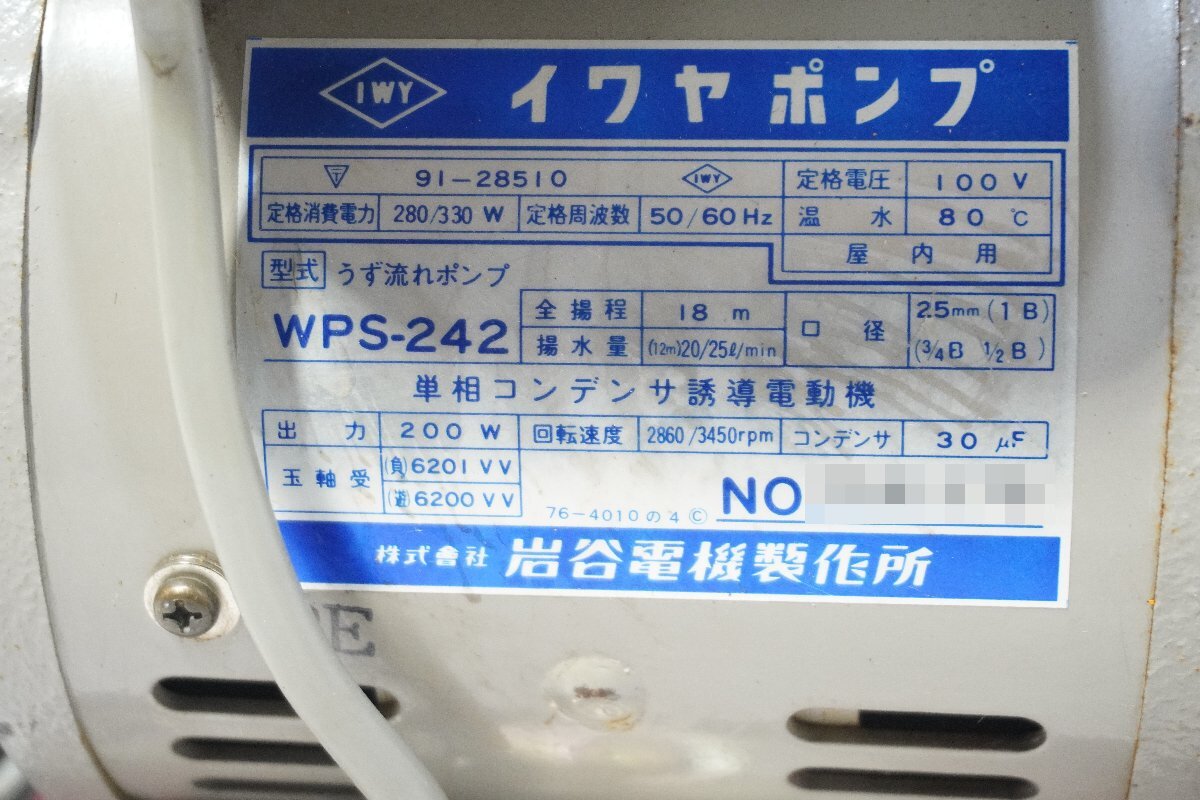 IWY イワヤポンプ
〒 91-28510 IWY 定格電圧 100 V
定格消費電力 280/330 W 定格周波数 50/60 Hz 温水 80 ℃
屋内用
型式 うず流れポンプ
WPS-242 全揚程 18 m 口径 25mm (1 B)
揚水量 (12m)20/25ℓ/min (3/4B 1/2B)
単相コンデンサ誘導電動機
出力 200 W 回転速度 2860/3450rpm コンデンサ 30 μF
玉軸受 (負)6201 VV
(遊)6200 VV
76-4010の4 © NO
株式會社 岩谷電機製作所